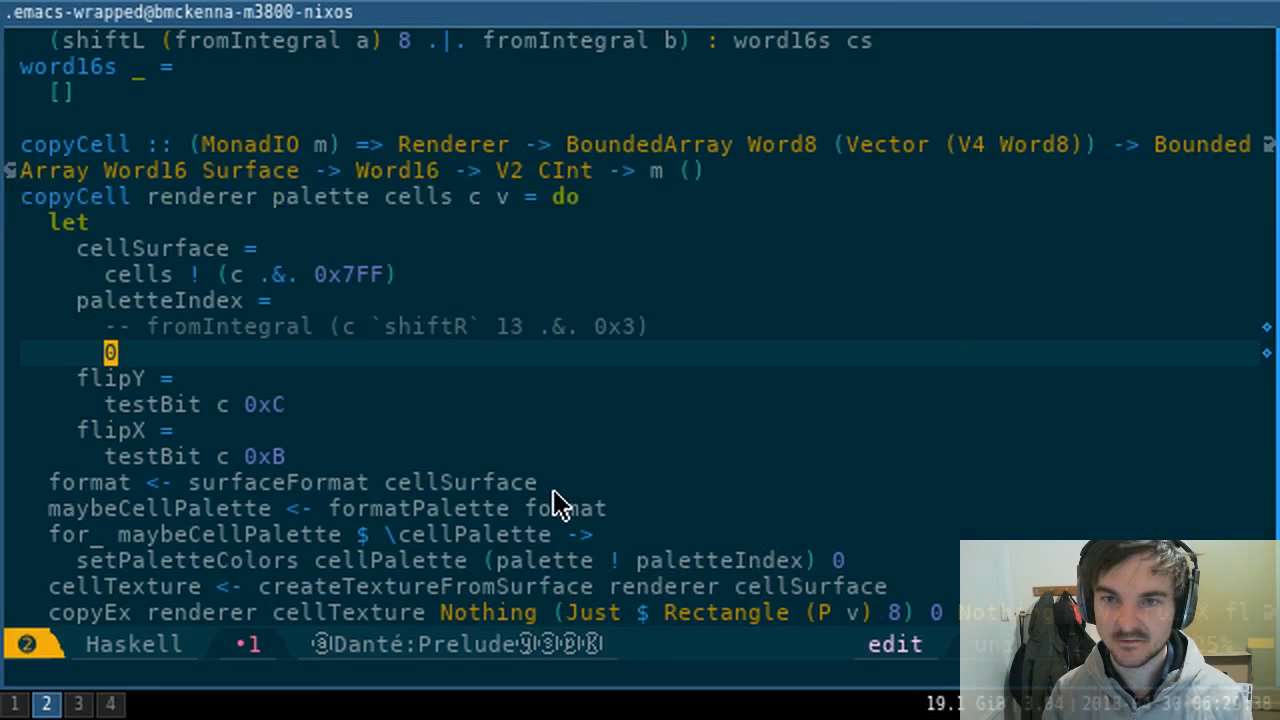 .emacs-wrapped@bmckenna-m3800-nixos
(shiftL (fromIntegral a) 8 .|. fromIntegral b) : word16s cs
word16s _ =
[]
copyCell :: (MonadIO m) => Renderer -> BoundedArray Word8 (Vector (V4 Word8)) -> Bounded
Array Word16 Surface -> Word16 -> V2 CInt -> m ()
copyCell renderer palette cells c v = do
let
cellSurface =
cells ! (c .&. 0x7FF)
paletteIndex =
-- fromIntegral (c `shiftR` 13 .&. 0x3)
0
flipY =
testBit c 0xC
flipX =
testBit c 0xB
format <- surfaceFormat cellSurface
maybeCellPalette <- formatPalette format
for_ maybeCellPalette $ \cellPalette ->
setPaletteColors cellPalette (palette ! paletteIndex) 0
cellTexture <- createTextureFromSurface renderer cellSurface
copyEx renderer cellTexture Nothing (Just $ Rectangle (P v) 8) 0
2 Haskell •1 Danté:Prelude edit
1 2 3 4 19.1 GiB